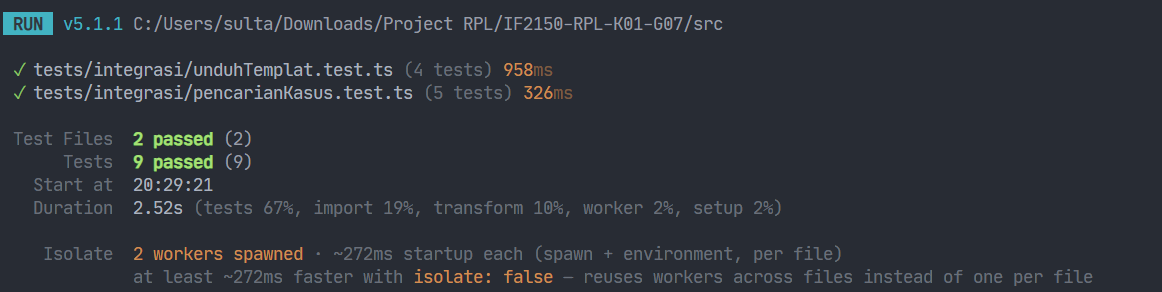 RUN v5.1.1 C:/Users/sulta/Downloads/Project RPL/IF2150-RPL-K01-G07/src
✓ tests/integrasi/unduhTemplat.test.ts (4 tests) 958ms
✓ tests/integrasi/pencarianKasus.test.ts (5 tests) 326ms
Test Files 2 passed (2)
Tests 9 passed (9)
Start at 20:29:21
Duration 2.52s (tests 67%, import 19%, transform 10%, worker 2%, setup 2%)
Isolate 2 workers spawned · ~272ms startup each (spawn + environment, per file)
at least ~272ms faster with isolate: false — reuses workers across files instead of one per file